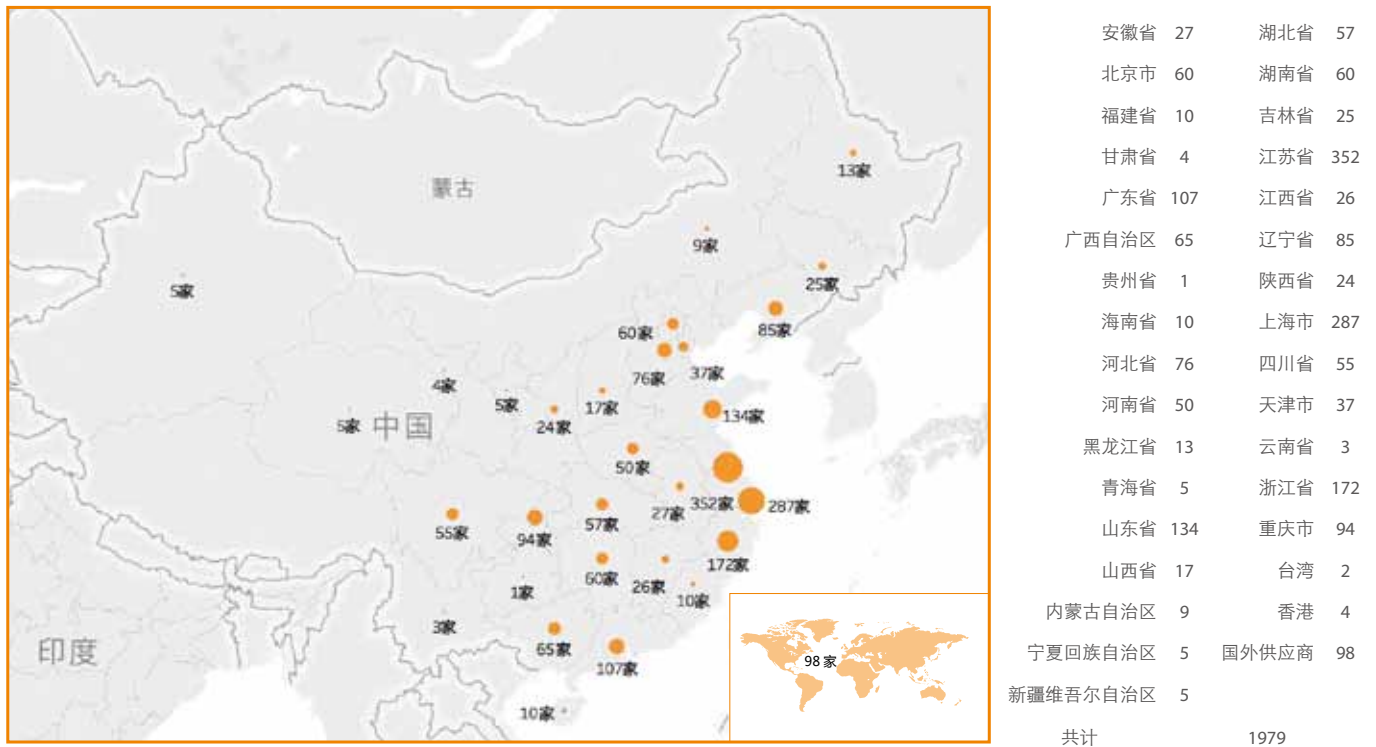 13家
蒙古
9家
25家
5家
85家
60家
37家
76家
4家
5家
17家
134家
5家
中国
24家
50家
352家
287家
27家
57家
55家
94家
172家
60家
26家
1家
10家
3家
印度
65家
107家
10家
98 家
安徽省 27 湖北省 57
北京市 60 湖南省 60
福建省 10 吉林省 25
甘肃省 4 江苏省 352
广东省 107 江西省 26
广西自治区 65 辽宁省 85
贵州省 1 陕西省 24
海南省 10 上海市 287
河北省 76 四川省 55
河南省 50 天津市 37
黑龙江省 13 云南省 3
青海省 5 浙江省 172
山东省 134 重庆市 94
山西省 17 台湾 2
内蒙古自治区 9 香港 4
宁夏回族自治区 5 国外供应商 98
新疆维吾尔自治区 5
共计 1979